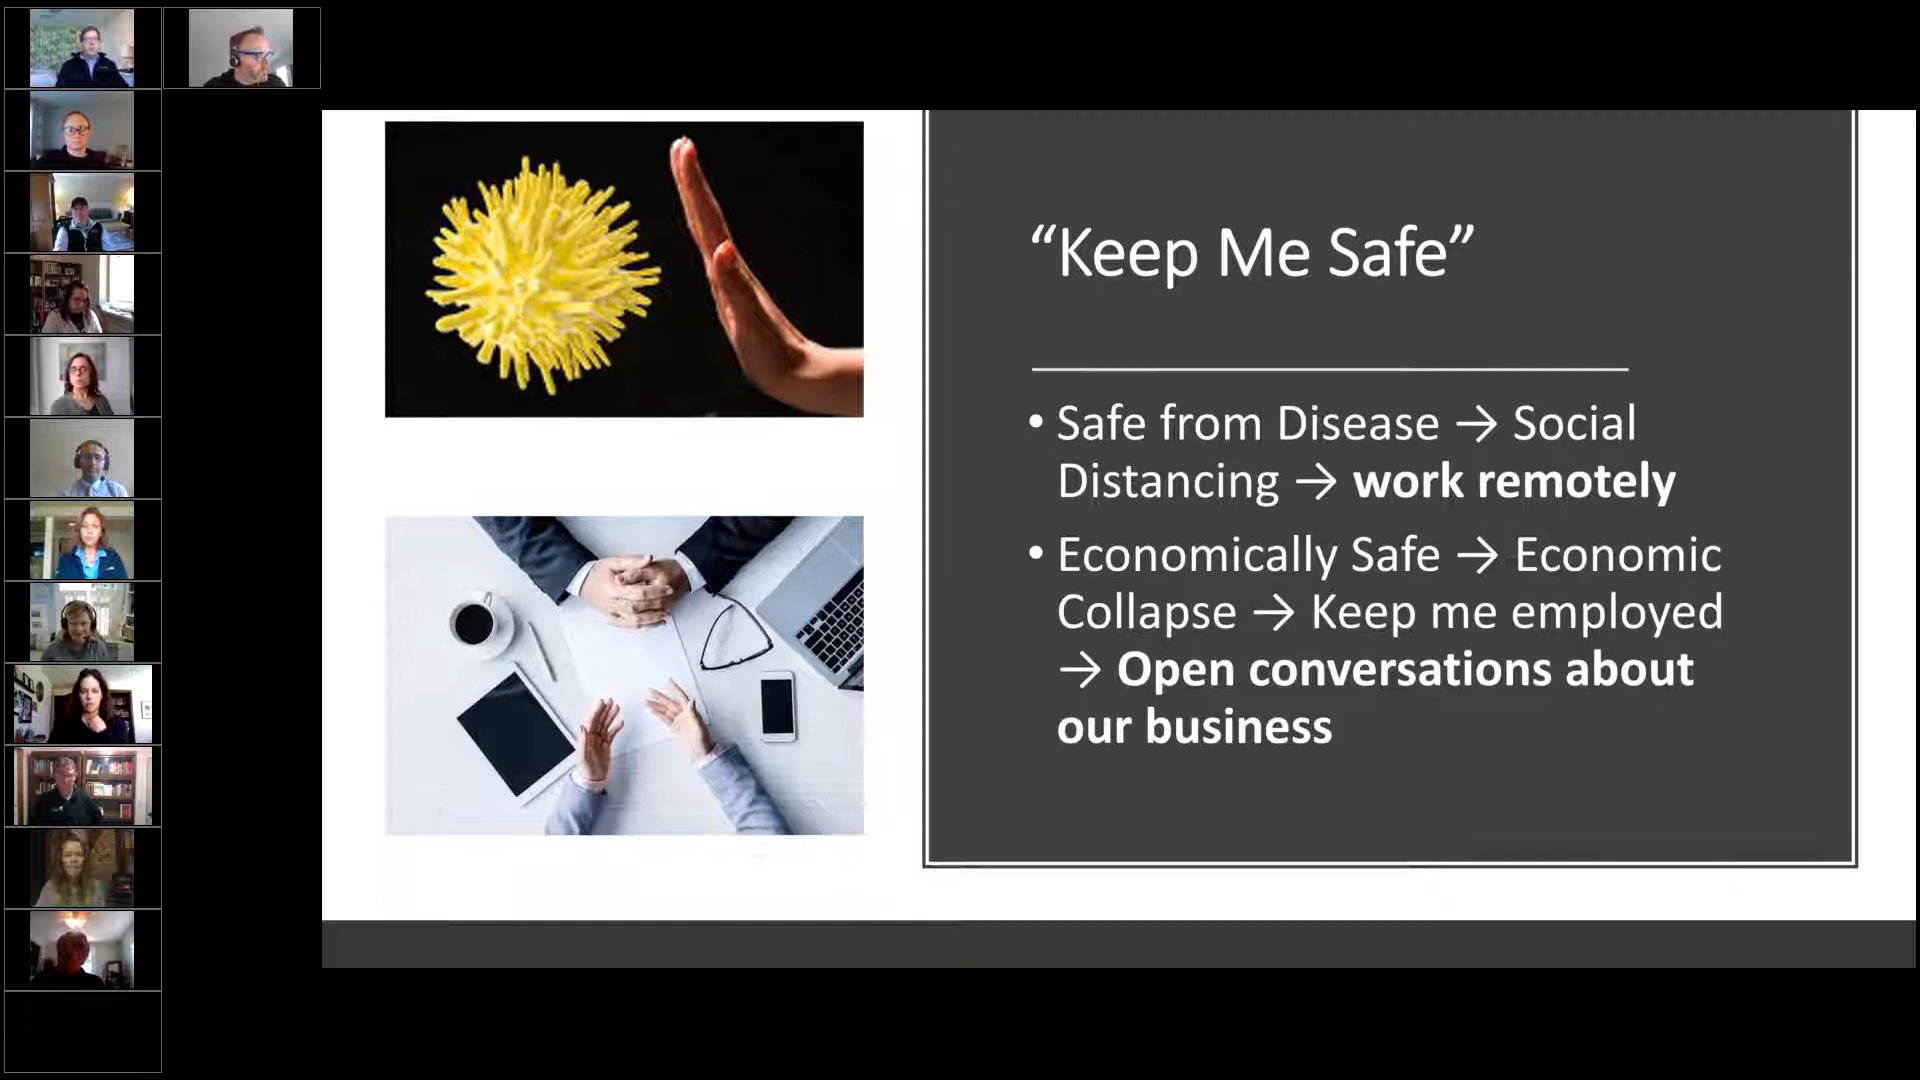 “Keep Me Safe”
• Safe from Disease → Social
Distancing → work remotely
• Economically Safe → Economic
Collapse → Keep me employed
→ Open conversations about
our business